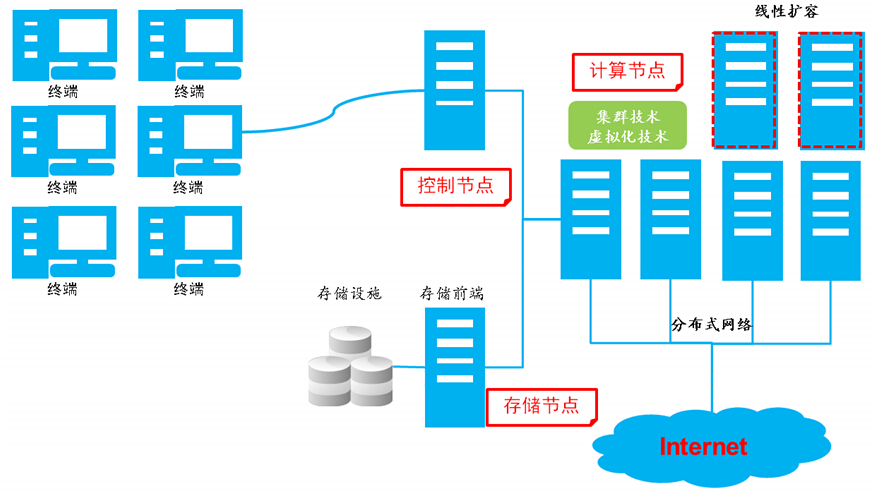 线性扩容
计算节点
集群技术
虚拟化技术
终端
终端
终端
终端
控制节点
终端
终端
存储设施
存储前端
分布式网络
存储节点
Internet